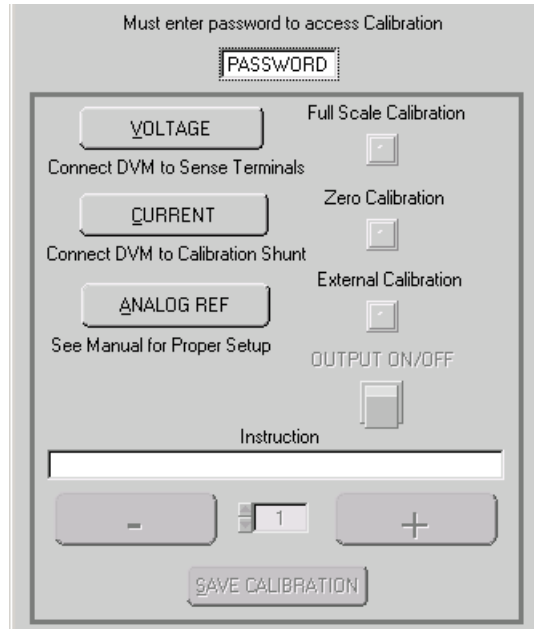 Must enter password to access Calibration
PASSWORD
VOLTAGE
Full Scale Calibration
Connect DVM to Sense Terminals
CURRENT
Zero Calibration
Connect DVM to Calibration Shunt
ANALOG REF
External Calibration
See Manual for Proper Setup
OUTPUT ON/OFF
Instruction
- 1 +
SAVE CALIBRATION